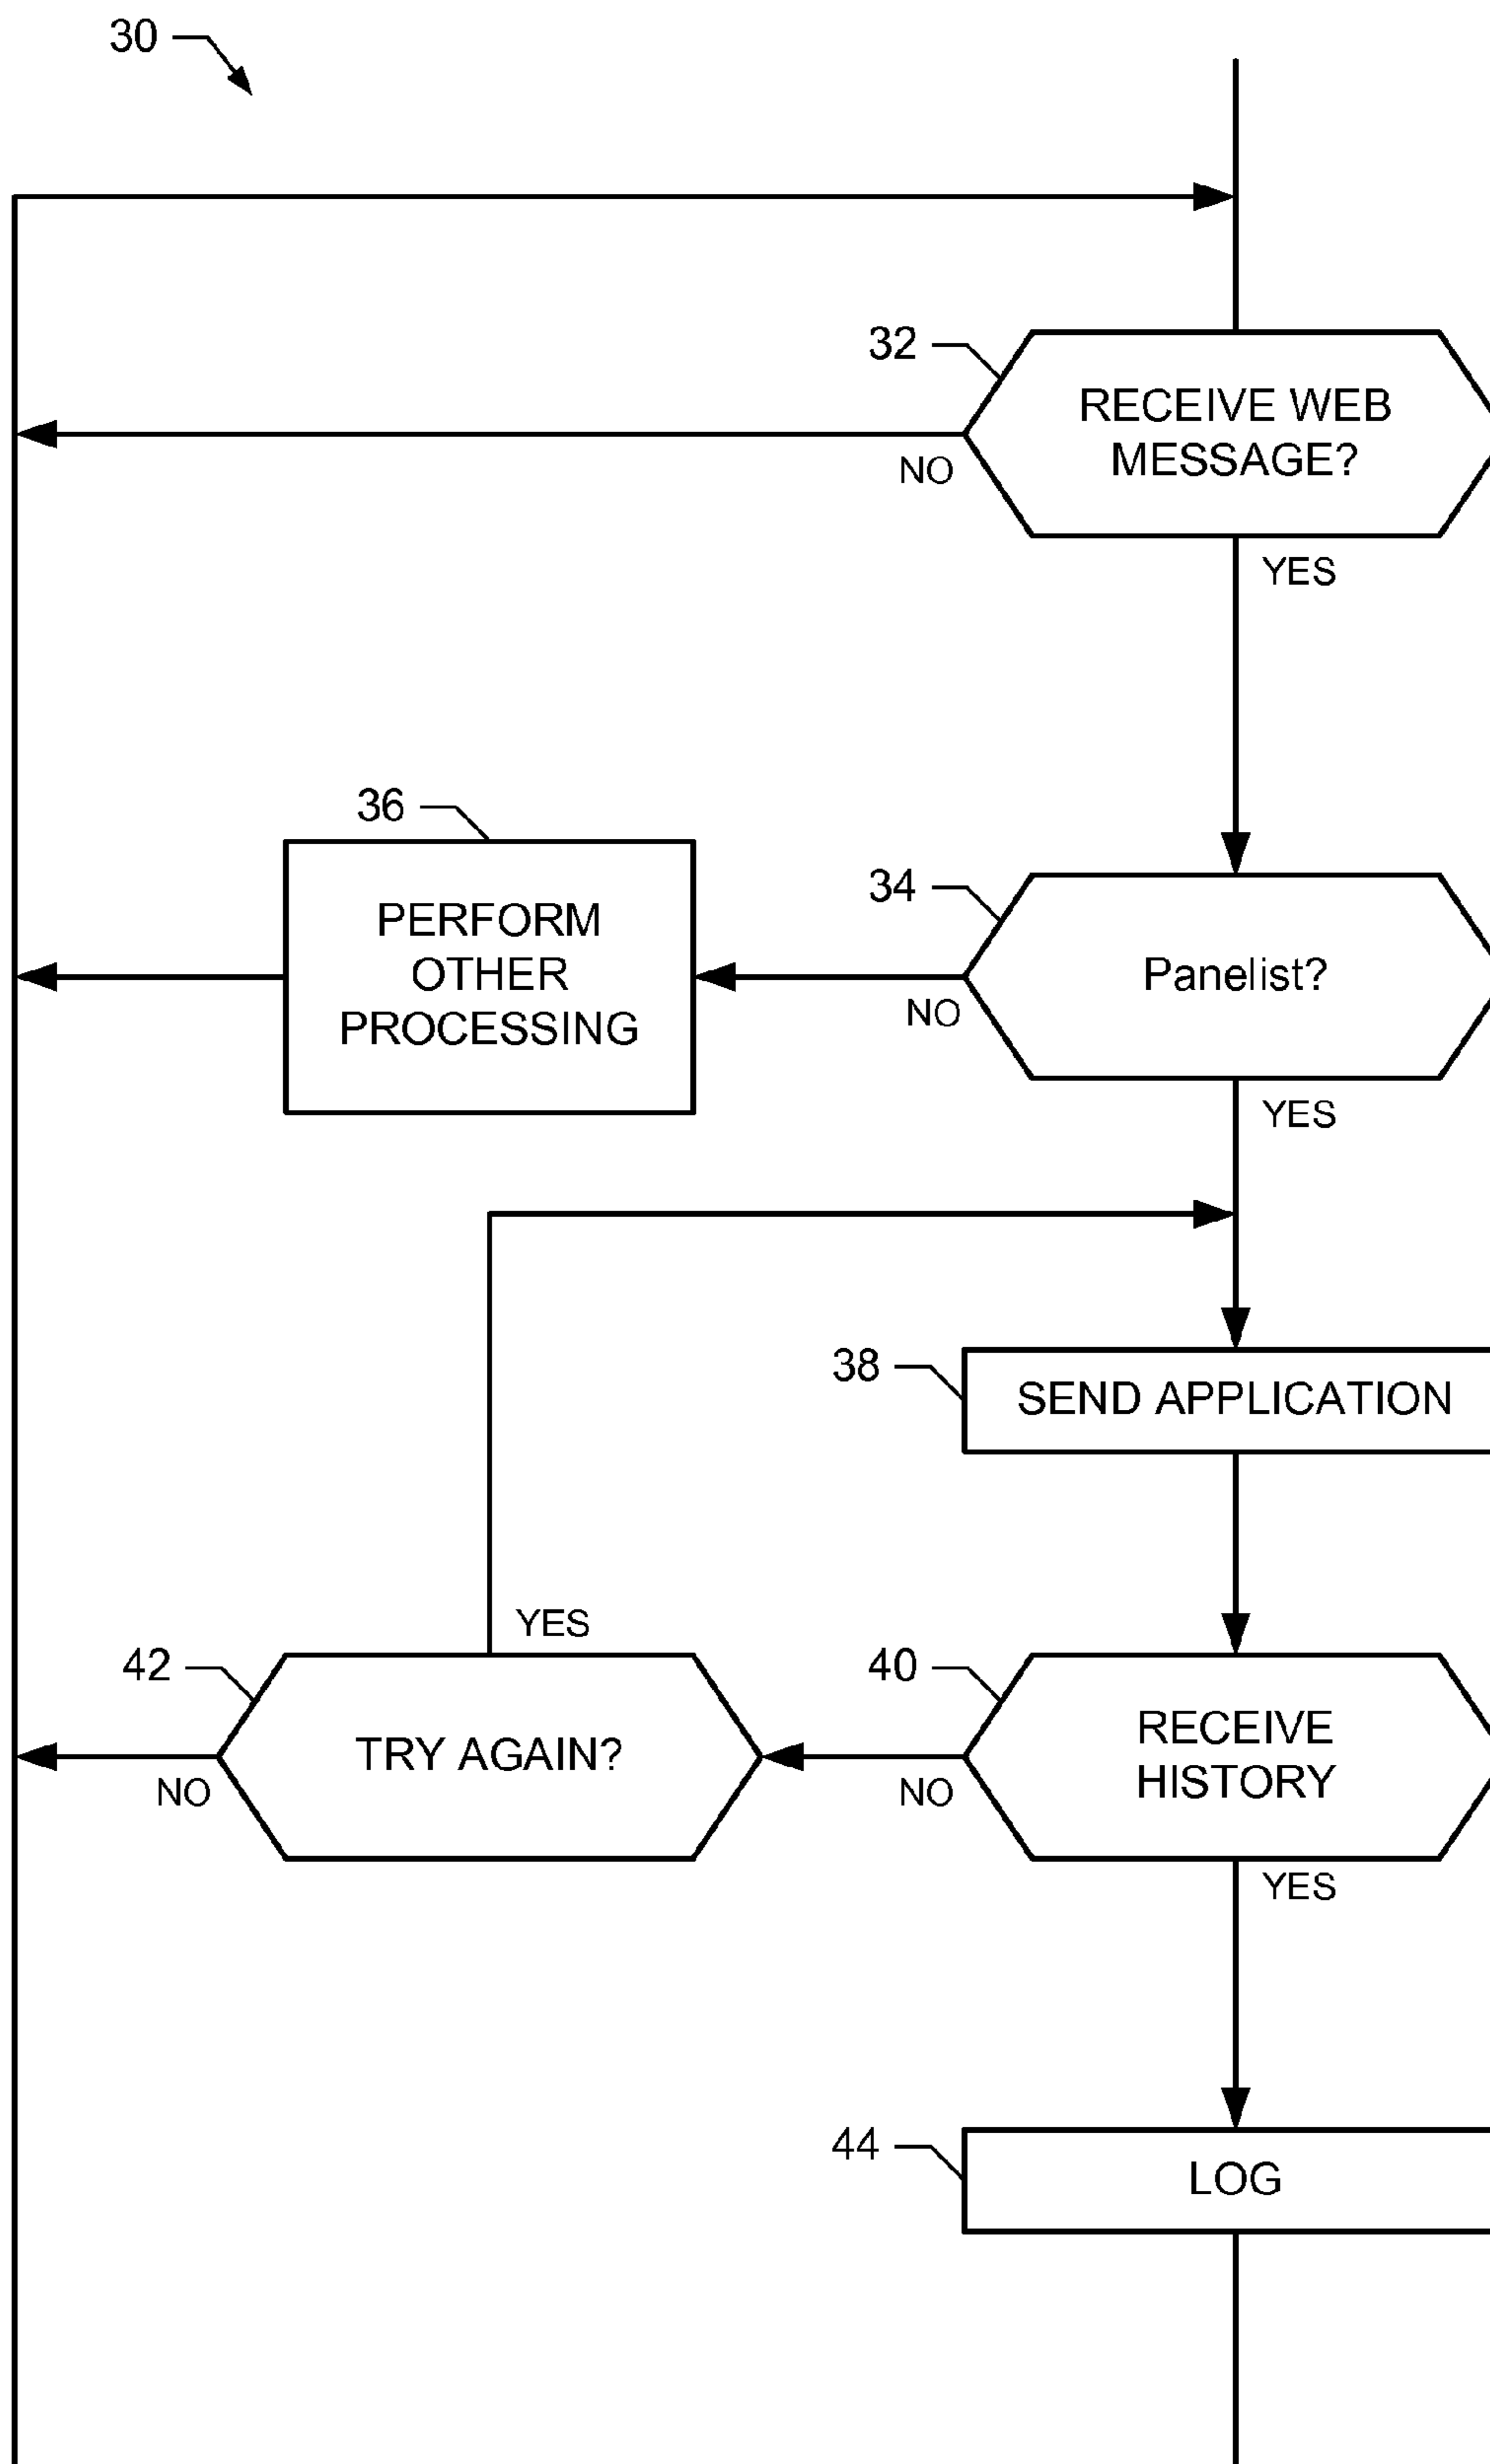 30
32
RECEIVE WEB
MESSAGE?
NO
YES
36
PERFORM
OTHER
PROCESSING
34
Panelist?
NO
YES
38
SEND APPLICATION
YES
42
TRY AGAIN?
NO
40
RECEIVE
HISTORY
NO
YES
44
LOG